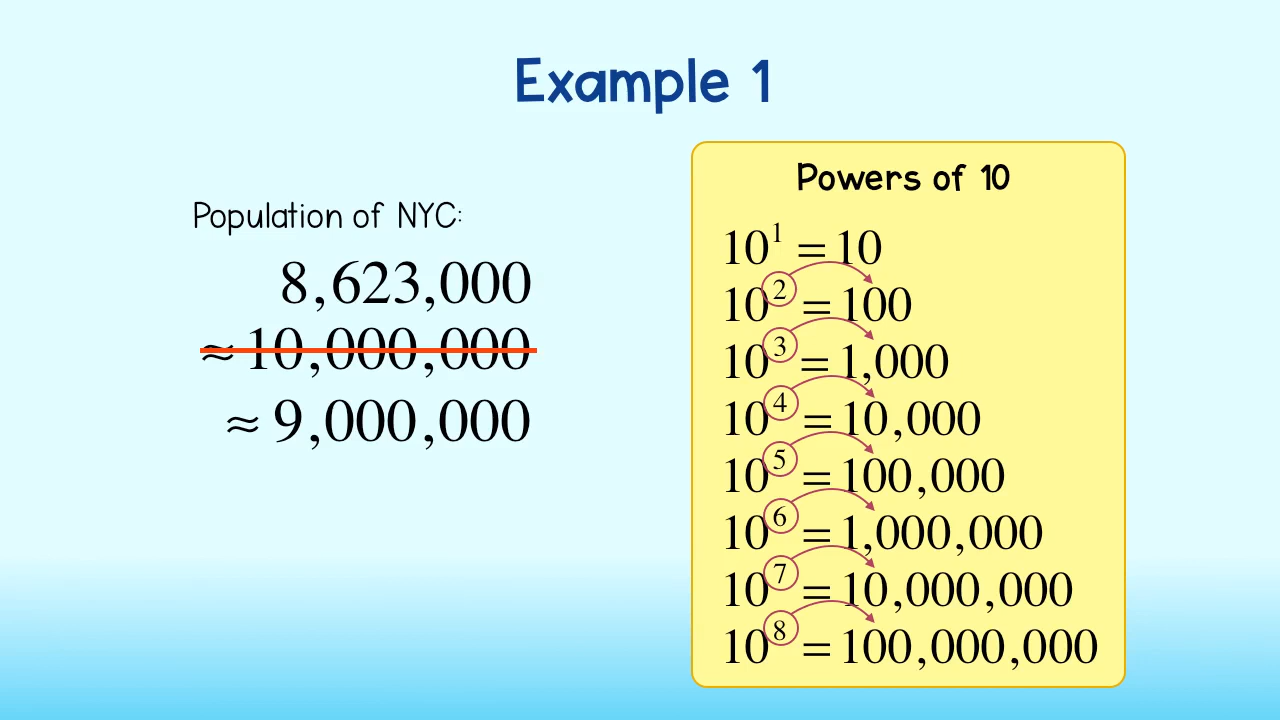 Example 1
Population of NYC:
8,623,000
≈ 10,000,000
≈ 9,000,000
Powers of 10
10¹ = 10
10² = 100
10³ = 1,000
10⁴ = 10,000
10⁵ = 100,000
10⁶ = 1,000,000
10⁷ = 10,000,000
10⁸ = 100,000,000